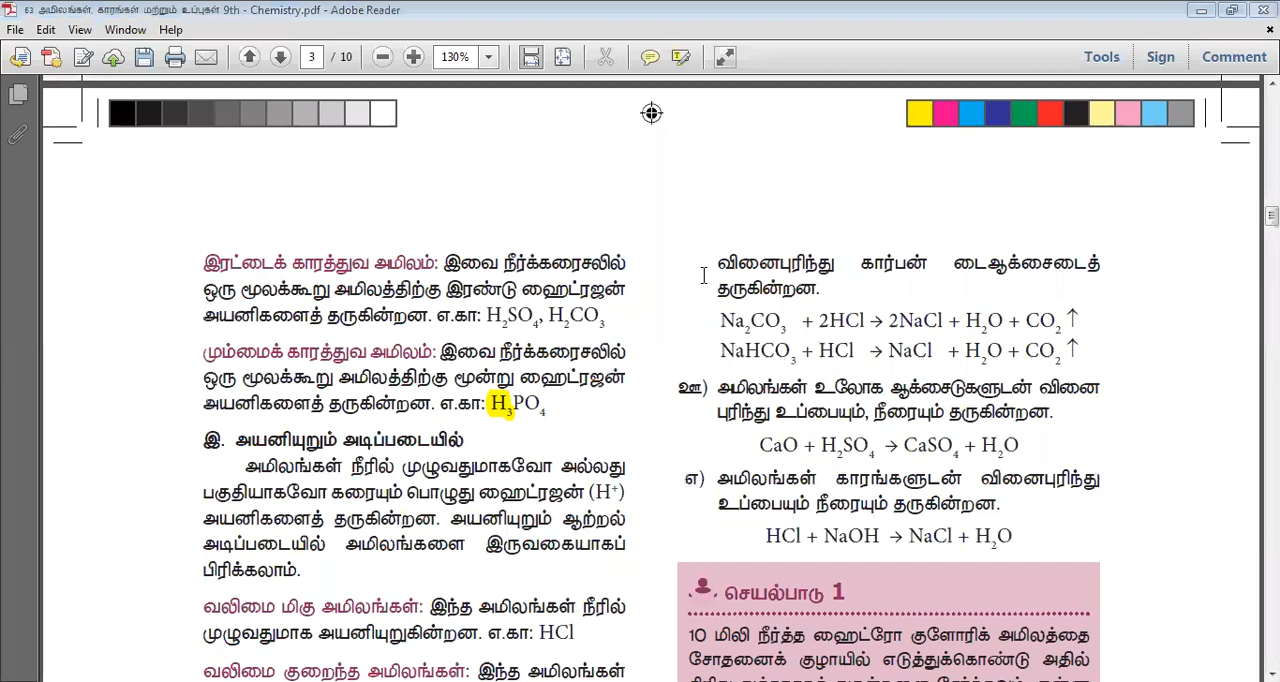 63 அமிலங்கள், காரங்கள் மற்றும் உப்புகள் 9th - Chemistry.pdf - Adobe Reader
File Edit View Window Help
3 / 10 130% Tools Sign Comment
இரட்டைக் காரத்துவ அமிலம்: இவை நீர்க்கரைசலில்
ஒரு மூலக்கூறு அமிலத்திற்கு இரண்டு ஹைட்ரஜன்
அயனிகளைத் தருகின்றன. எ.கா: H₂SO₄, H₂CO₃
மும்மைக் காரத்துவ அமிலம்: இவை நீர்க்கரைசலில்
ஒரு மூலக்கூறு அமிலத்திற்கு மூன்று ஹைட்ரஜன்
அயனிகளைத் தருகின்றன. எ.கா: H₃PO₄
இ. அயனியுறும் அடிப்படையில்
அமிலங்கள் நீரில் முழுவதுமாகவோ அல்லது
பகுதியாகவோ கரையும் பொழுது ஹைட்ரஜன் (H⁺)
அயனிகளைத் தருகின்றன. அயனியுறும் ஆற்றல்
அடிப்படையில் அமிலங்களை இருவகையாகப்
பிரிக்கலாம்.
வலிமை மிகு அமிலங்கள்: இந்த அமிலங்கள் நீரில்
முழுவதுமாக அயனியுறுகின்றன. எ.கா: HCl
வலிமை குறைந்த அமிலங்கள்: இந்த அமிலங்கள்
வினைபுரிந்து கார்பன் டைஆக்சைடைத்
தருகின்றன.
Na₂CO₃ + 2HCl → 2NaCl + H₂O + CO₂ ↑
NaHCO₃ + HCl → NaCl + H₂O + CO₂ ↑
ஊ) அமிலங்கள் உலோக ஆக்சைடுகளுடன் வினை
புரிந்து உப்பையும், நீரையும் தருகின்றன.
CaO + H₂SO₄ → CaSO₄ + H₂O
எ) அமிலங்கள் காரங்களுடன் வினைபுரிந்து
உப்பையும் நீரையும் தருகின்றன.
HCl + NaOH → NaCl + H₂O
செயல்பாடு 1
10 மிலி நீர்த்த ஹைட்ரோ குளோரிக் அமிலத்தை
சோதனைக் குழாயில் எடுத்துக்கொண்டு அதில்